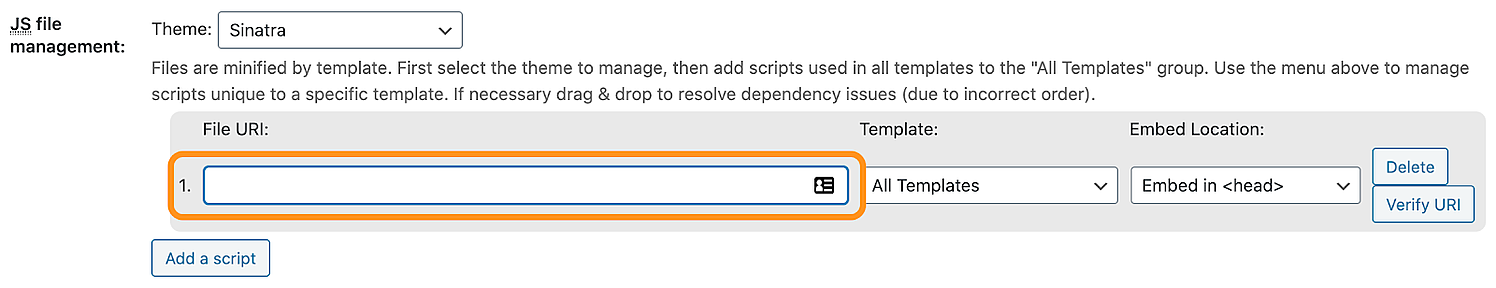 JS file management:
Theme: Sinatra
Files are minified by template. First select the theme to manage, then add scripts used in all templates to the "All Templates" group. Use the menu above to manage
scripts unique to a specific template. If necessary drag & drop to resolve dependency issues (due to incorrect order).
File URI: Template: Embed Location:
1. All Templates Embed in <head> Delete
Verify URI
Add a script